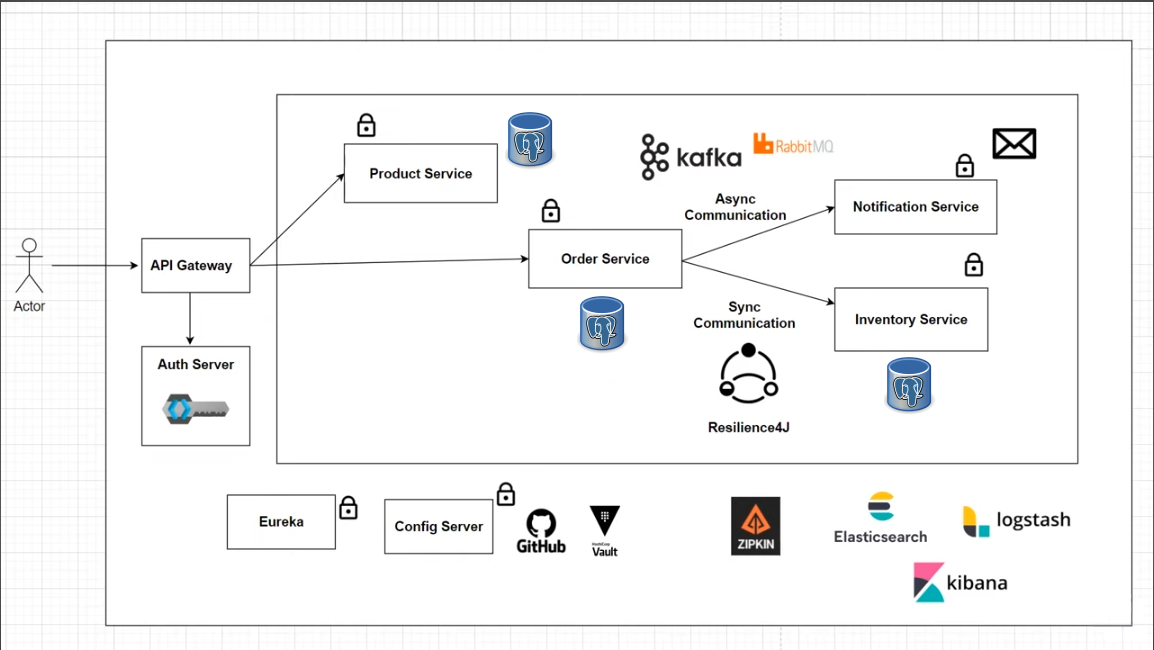 Product Service
kafka
RabbitMQ
Async
Communication
Notification Service
Actor
API Gateway
Order Service
Sync
Communication
Inventory Service
Auth Server
Resilience4J
Eureka
Config Server
GitHub
HashiCorp
Vault
ZIPKIN
Elasticsearch
logstash
kibana